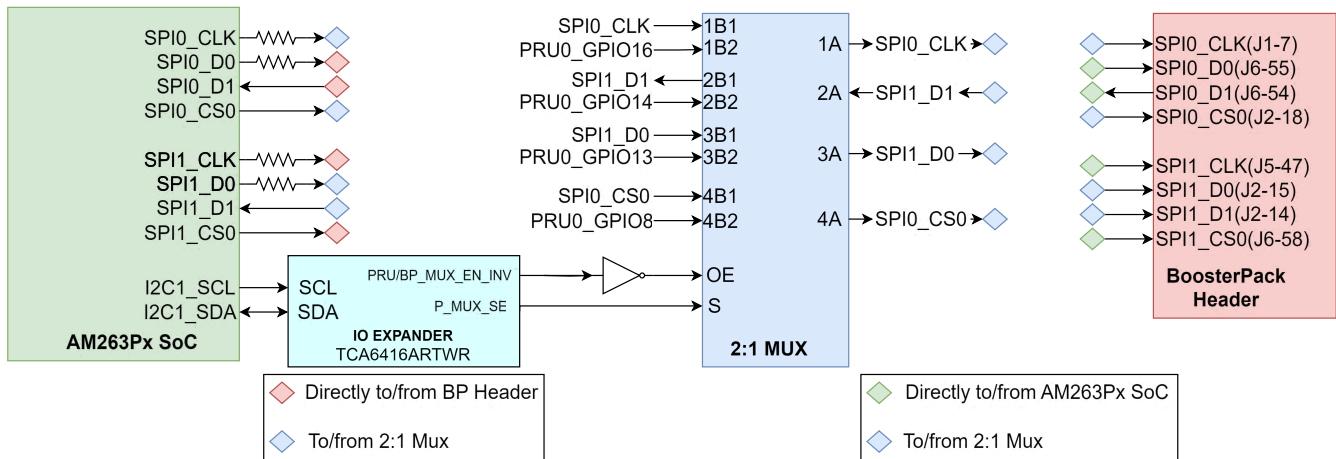 SPI0_CLK
SPI0_D0
SPI0_D1
SPI0_CS0
SPI1_CLK
SPI1_D0
SPI1_D1
SPI1_CS0
I2C1_SCL
I2C1_SDA
AM263Px SoC
SCL
SDA
PRU/BP_MUX_EN_INV
P_MUX_SE
IO EXPANDER
TCA6416ARTWR
SPI0_CLK
PRU0_GPIO16
SPI1_D1
PRU0_GPIO14
SPI1_D0
PRU0_GPIO13
SPI0_CS0
PRU0_GPIO8
1B1
1B2
2B1
2B2
3B1
3B2
4B1
4B2
OE
S
1A
2A
3A
4A
2:1 MUX
SPI0_CLK
SPI1_D1
SPI1_D0
SPI0_CS0
SPI0_CLK(J1-7)
SPI0_D0(J6-55)
SPI0_D1(J6-54)
SPI0_CS0(J2-18)
SPI1_CLK(J5-47)
SPI1_D0(J2-15)
SPI1_D1(J2-14)
SPI1_CS0(J6-58)
BoosterPack
Header
Directly to/from BP Header
To/from 2:1 Mux
Directly to/from AM263Px SoC
To/from 2:1 Mux